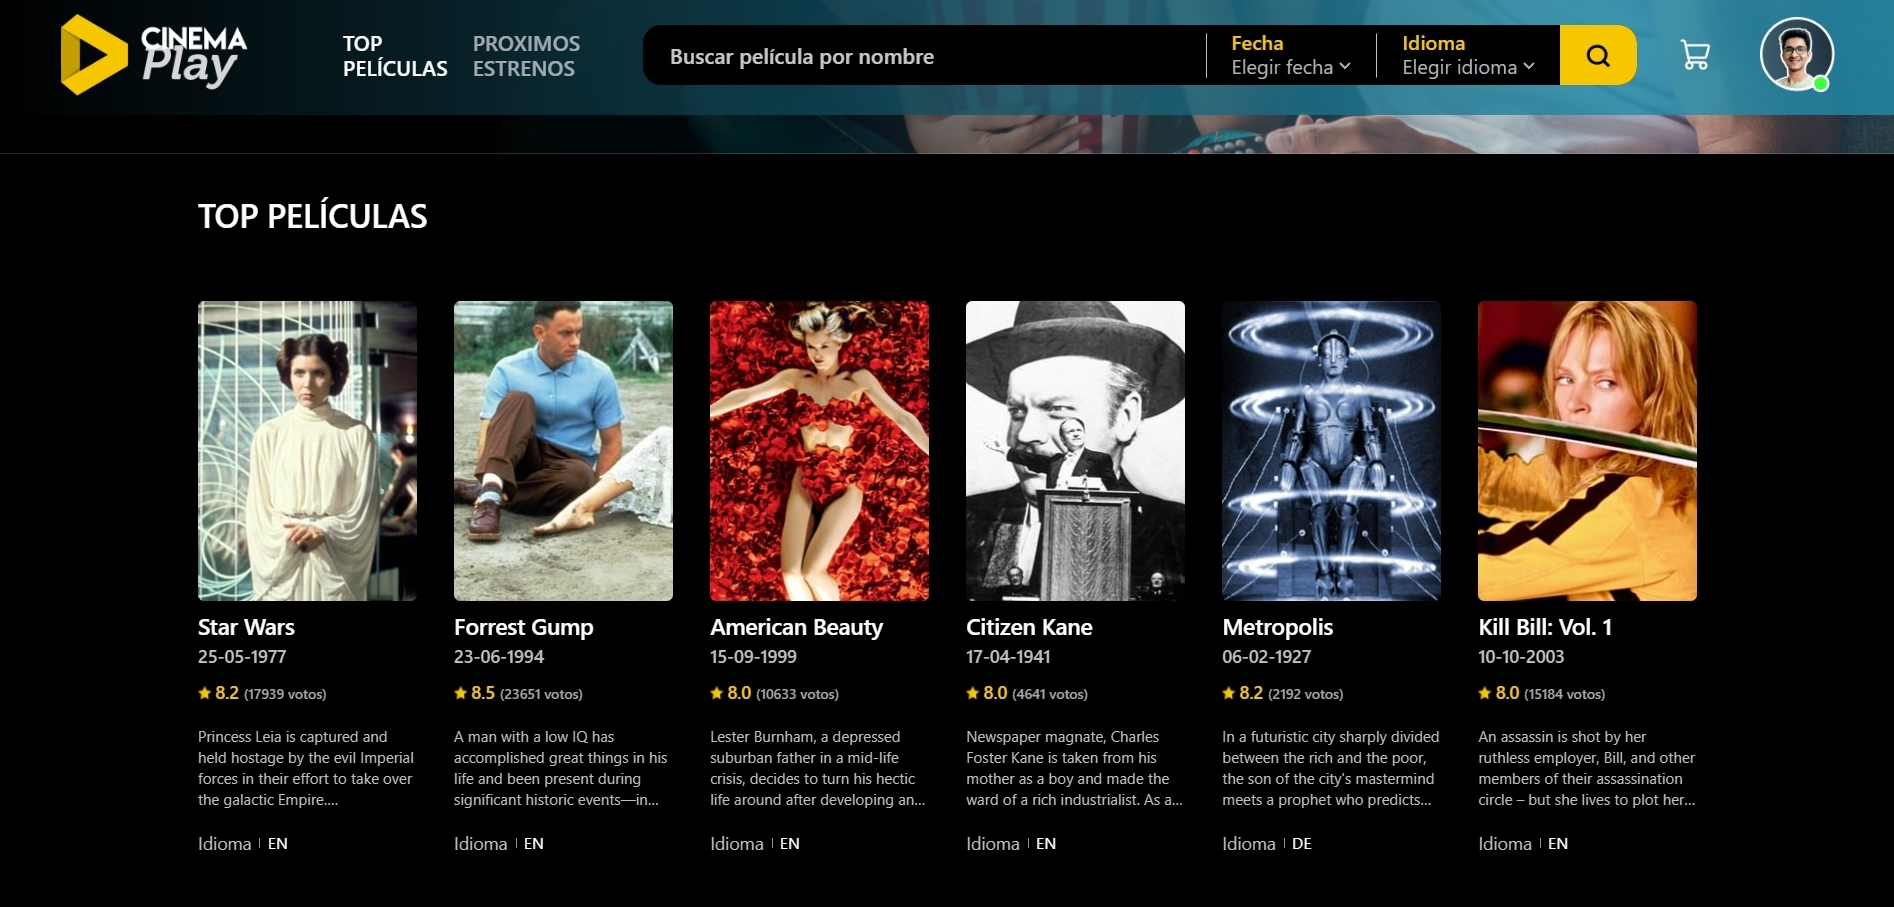 CINEMA
Play
TOP
PELÍCULAS
PROXIMOS
ESTRENOS
Buscar película por nombre
Fecha
Elegir fecha
Idioma
Elegir idioma
TOP PELÍCULAS
Star Wars
25-05-1977
8.2 (17939 votos)
Princess Leia is captured and
held hostage by the evil Imperial
forces in their effort to take over
the galactic Empire....
Idioma EN
Forrest Gump
23-06-1994
8.5 (23651 votos)
A man with a low IQ has
accomplished great things in his
life and been present during
significant historic events—in...
Idioma EN
American Beauty
15-09-1999
8.0 (10633 votos)
Lester Burnham, a depressed
suburban father in a mid-life
crisis, decides to turn his hectic
life around after developing an...
Idioma EN
Citizen Kane
17-04-1941
8.0 (4641 votos)
Newspaper magnate, Charles
Foster Kane is taken from his
mother as a boy and made the
ward of a rich industrialist. As a...
Idioma EN
Metropolis
06-02-1927
8.2 (2192 votos)
In a futuristic city sharply divided
between the rich and the poor,
the son of the city's mastermind
meets a prophet who predicts...
Idioma DE
Kill Bill: Vol. 1
10-10-2003
8.0 (15184 votos)
An assassin is shot by her
ruthless employer, Bill, and other
members of their assassination
circle – but she lives to plot her...
Idioma EN